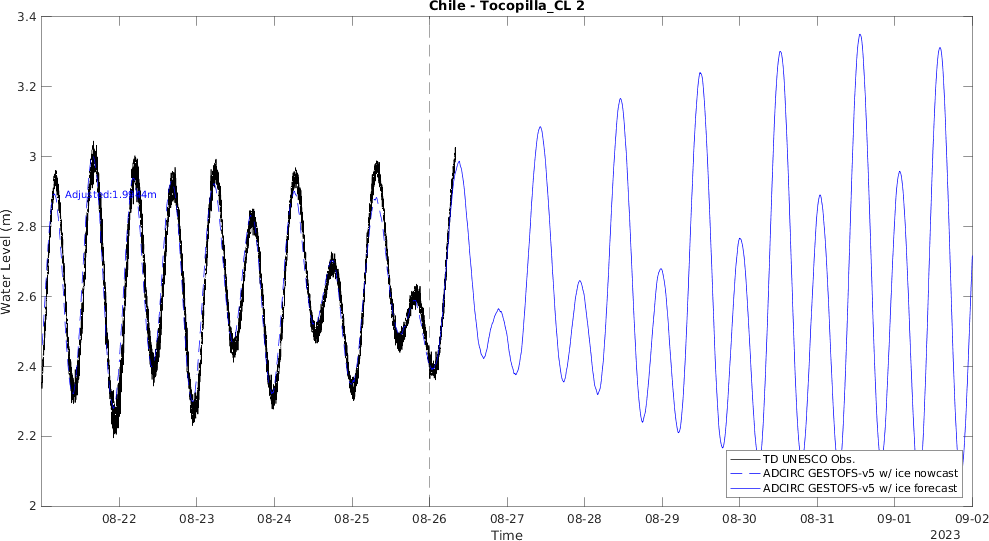 Chile - Tocopilla_CL 2
3.4
3.2
3
2.8
2.6
2.4
2.2
2
Water Level (m)
TD UNESCO Obs.
ADCIRC GESTOFS-v5 w/ ice nowcast
ADCIRC GESTOFS-v5 w/ ice forecast
08-22 08-23 08-24 08-25 08-26 08-27 08-28 08-29 08-30 08-31 09-01 09-02
Time
2023